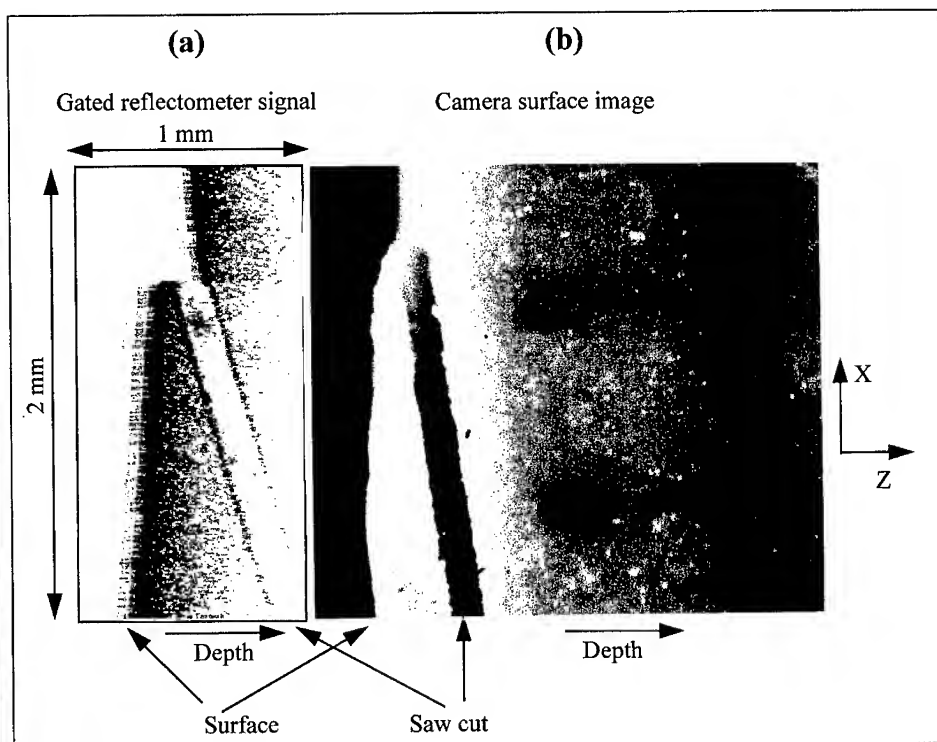 (a)
(b)
Gated reflectometer signal
Camera surface image
1 mm
2 mm
X
Z
Depth
Depth
Surface
Saw cut